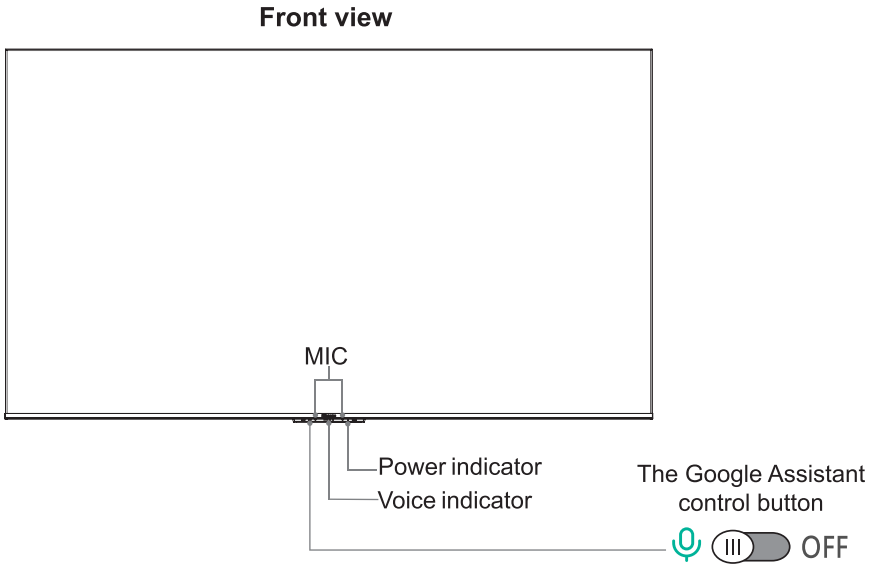 Front view
MIC
Power indicator
Voice indicator
The Google Assistant
control button
OFF